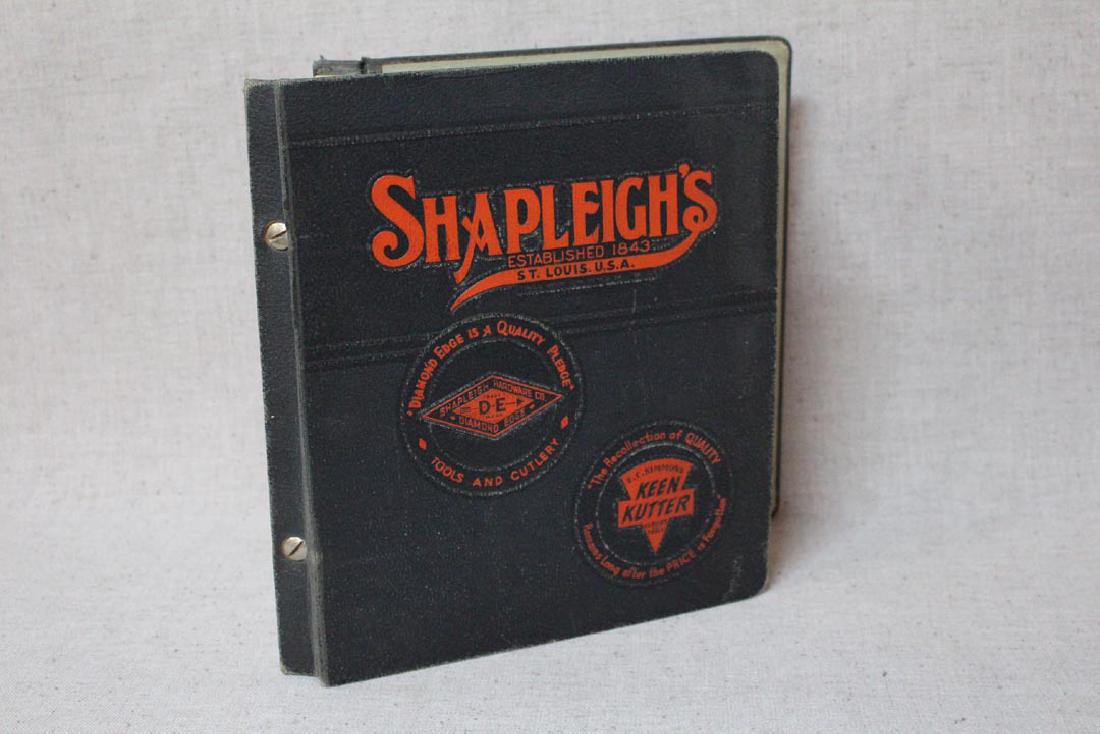 SHAPLEIGH'S
ESTABLISHED 1843
ST. LOUIS. U.S.A.
"DIAMOND EDGE IS A QUALITY PLEDGE"
SHAPLEIGH HARDWARE CO.
D-E
DIAMOND EDGE
TOOLS AND CUTLERY
"The Recollection of QUALITY
E. C. SIMMONS
KEEN
KUTTER
Remains Long after the PRICE is Forgotten"